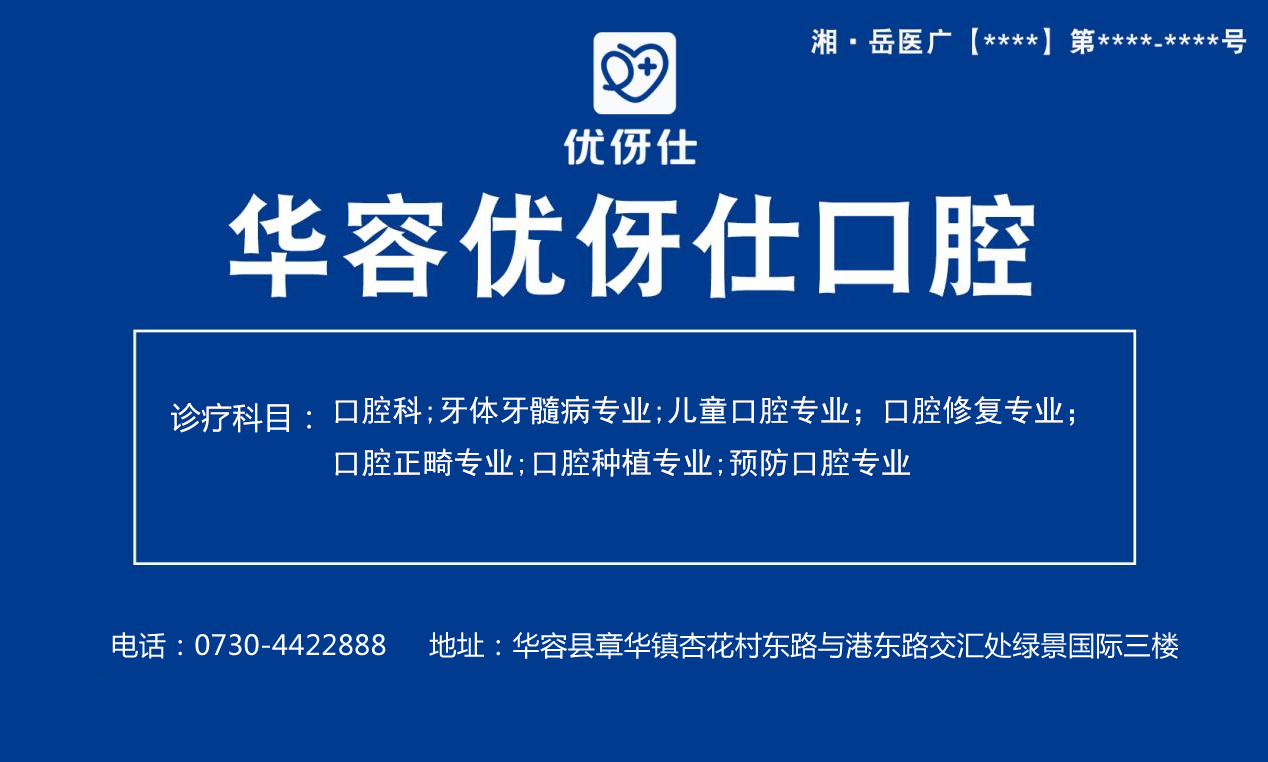 湘·岳医广【****】第****-****号
优伢仕
华容优伢仕口腔
诊疗科目：口腔科;牙体牙髓病专业;儿童口腔专业；口腔修复专业；
口腔正畸专业;口腔种植专业;预防口腔专业
电话：0730-4422888 地址：华容县章华镇杏花村东路与港东路交汇处绿景国际三楼